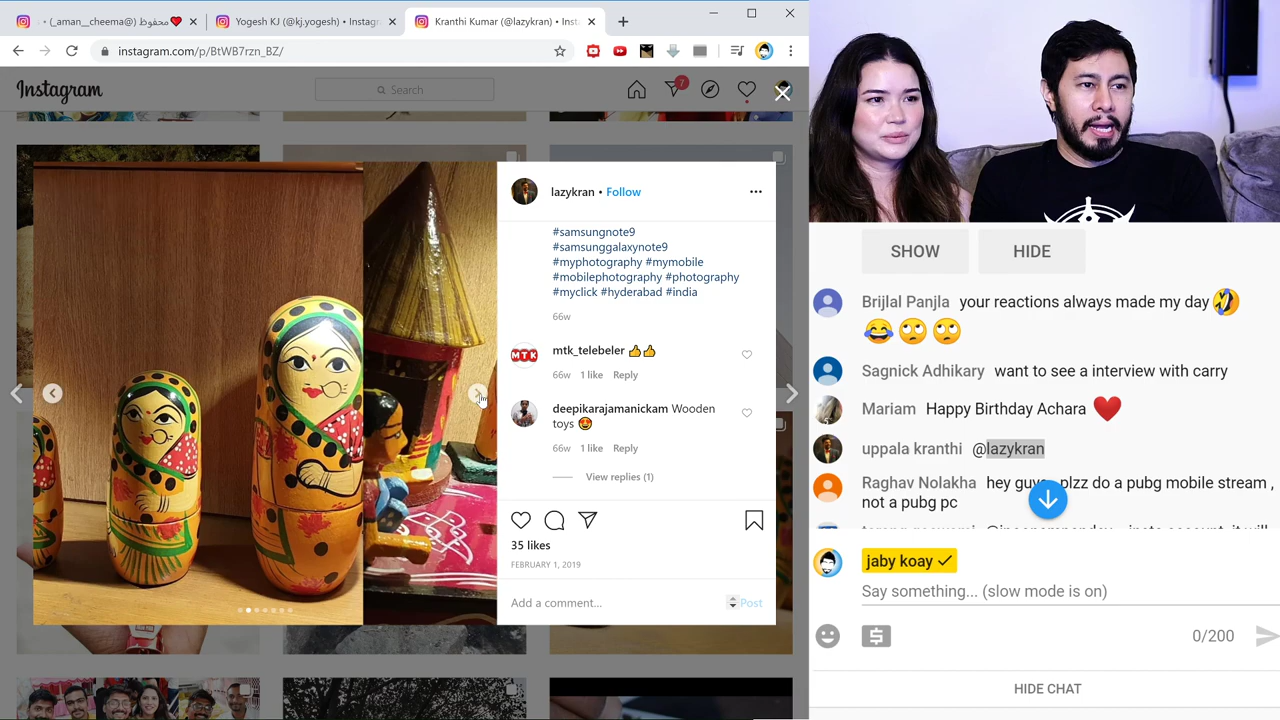 محفوظ❤ (@_aman__cheema) •
Yogesh KJ (@kj.yogesh) • Instagr
Kranthi Kumar (@lazykran) • Inst
instagram.com/p/BtWB7rzn_BZ/
Instagram
Search
7
lazykran • Follow
#samsungnote9
#samsunggalaxynote9
#myphotography #mymobile
#mobilephotography #photography
#myclick #hyderabad #india
66w
MTK
mtk_telebeler 👍👍
66w 1 like Reply
deepikarajamanickam Wooden
toys 😍
66w 1 like Reply
View replies (1)
35 likes
FEBRUARY 1, 2019
Add a comment...
Post
SHOW
HIDE
Brijlal Panjla your reactions always made my day 🤣
😂🙄🙄
Sagnick Adhikary want to see a interview with carry
Mariam Happy Birthday Achara ❤
uppala kranthi @lazykran
Raghav Nolakha hey guys plzz do a pubg mobile stream ,
not a pubg pc
jaby koay ✓
Say something... (slow mode is on)
0/200
HIDE CHAT